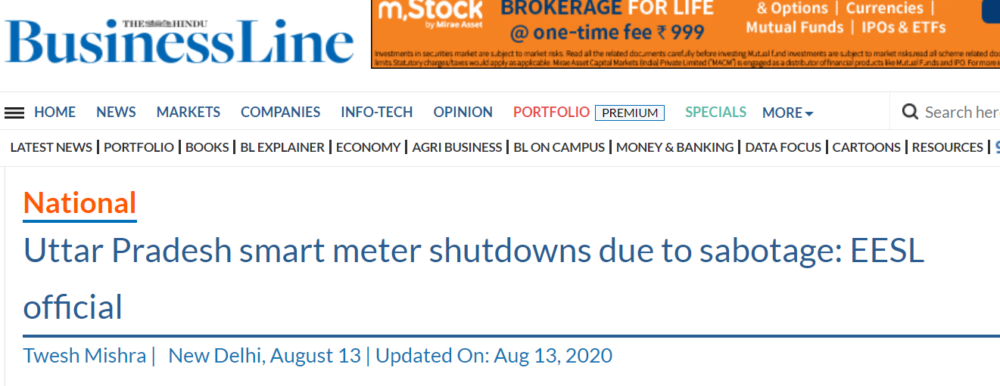 THE HINDU
BusinessLine
m.Stock
by Mirae Asset
BROKERAGE FOR LIFE
@ one-time fee ₹ 999
& Options | Currencies |
Mutual Funds | IPOs & ETFs
Investments in securities market are subject to market risks. Read all the related documents carefully before investing. Mutual fund investments are subject to market risks,read all scheme related
limits. Statutory charges/taxes would apply as applicable. Mirae Asset Capital Markets (India) Private Limited ("MACM") is engaged as a distributor of financial products like Mutual Funds and IPO. For more
HOME NEWS MARKETS COMPANIES INFO-TECH OPINION PORTFOLIO PREMIUM SPECIALS MORE Search her
LATEST NEWS | PORTFOLIO | BOOKS | BL EXPLAINER | ECONOMY | AGRI BUSINESS | BL ON CAMPUS | MONEY & BANKING | DATA FOCUS | CARTOONS | RESOURCES |
National
Uttar Pradesh smart meter shutdowns due to sabotage: EESL
official
Twesh Mishra | New Delhi, August 13 | Updated On: Aug 13, 2020